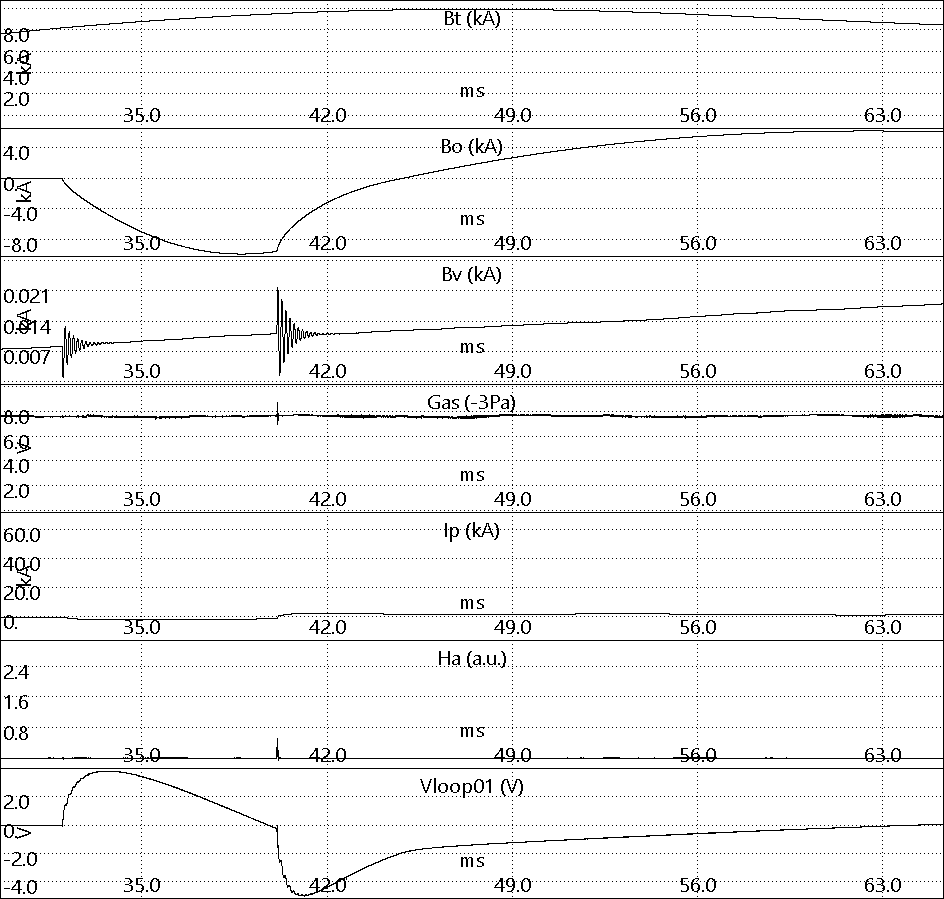 Bt (kA)
8.0
6.0
kA
4.0
2.0
ms
35.0 42.0 49.0 56.0 63.0
Bo (kA)
4.0
0.
kA
-4.0
ms
-8.0
35.0 42.0 49.0 56.0 63.0
Bv (kA)
0.021
kA
0.014
ms
0.007
35.0 42.0 49.0 56.0 63.0
Gas (-3Pa)
8.0
6.0
V
4.0
ms
2.0
35.0 42.0 49.0 56.0 63.0
Ip (kA)
60.0
40.0
kA
20.0
ms
0.
35.0 42.0 49.0 56.0 63.0
Ha (a.u.)
2.4
1.6
0.8
ms
35.0 42.0 49.0 56.0 63.0
Vloop01 (V)
2.0
0.
V
-2.0
ms
-4.0
35.0 42.0 49.0 56.0 63.0